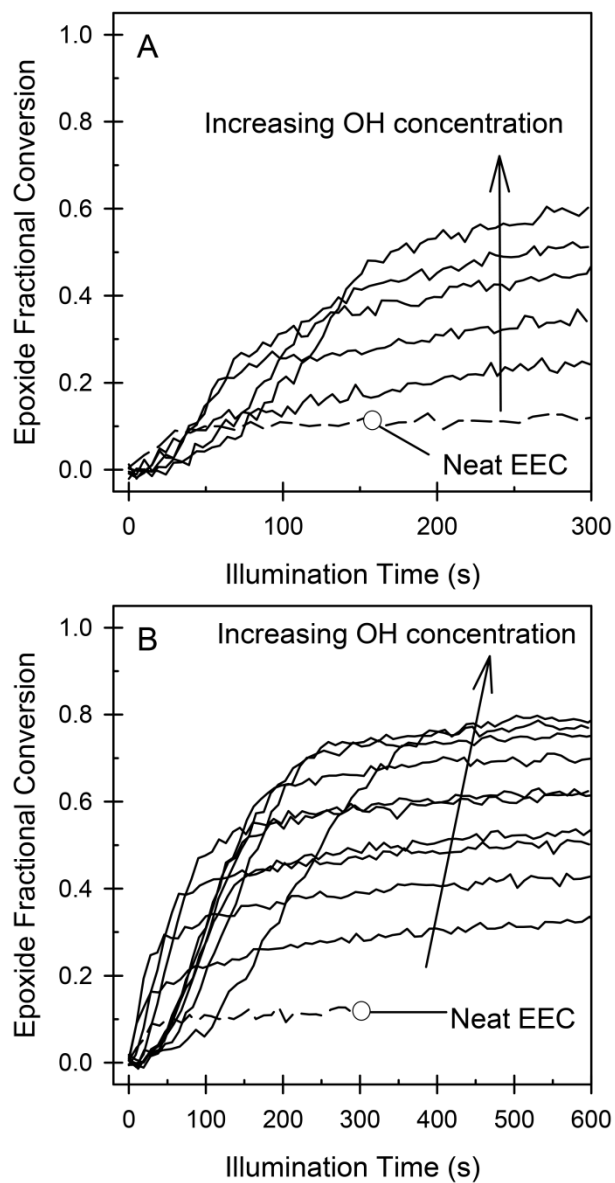 A
1.0
0.8
0.6
0.4
0.2
0.0
Epoxide Fractional Conversion
Increasing OH concentration
Neat EEC
0
100
200
300
Illumination Time (s)
B
1.0
0.8
0.6
0.4
0.2
0.0
Epoxide Fractional Conversion
Increasing OH concentration
Neat EEC
0
100
200
300
400
500
600
Illumination Time (s)